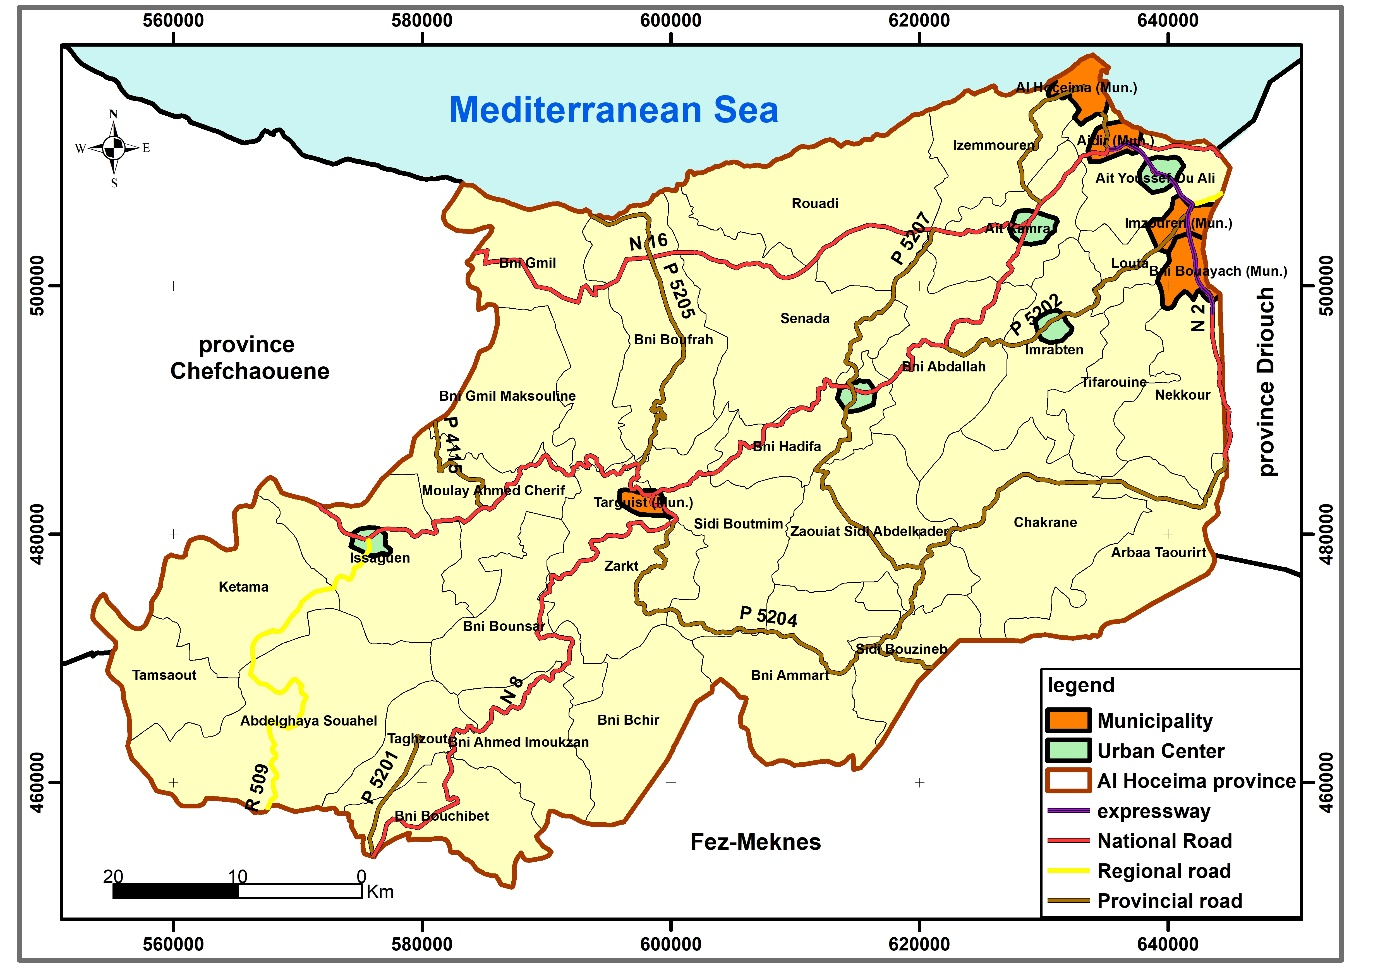 560000
580000
600000
620000
640000
Mediterranean Sea
N
W
E
S
Al Hoceima (Mun.)
Izemmouren
Ajdir (Mun.)
Ait Youssef Ou Ali
Rouadi
Imzouren (Mun.)
P 5207
Ait Kamra
N 16
Bni Gmil
Louta
Bni Bouayach (Mun.)
500000
500000
P 5205
Senada
P 5202
N 2
province
Chefchaouene
Bni Boufrah
Imrabten
Bni Abdallah
province Driouch
Tifarouine
Nekkour
Bni Gmil Maksouline
P 4115
Bni Hadifa
Moulay Ahmed Cherif
Targuist (Mun.)
Sidi Boutmim
Zaouiat Sidi Abdelkader
Chakrane
480000
480000
Issaguen
Arbaa Taourirt
Zarkt
Ketama
P 5204
Bni Bounsar
Sidi Bouzineb
Tamsaout
Bni Ammart
N 8
Abdelghaya Souahel
Bni Bchir
Taghzout
Bni Ahmed Imoukzan
R 509
P 5201
460000
460000
Bni Bouchibet
Fez-Meknes
20
10
0
Km
legend
Municipality
Urban Center
Al Hoceima province
expressway
National Road
Regional road
Provincial road
560000
580000
600000
620000
640000